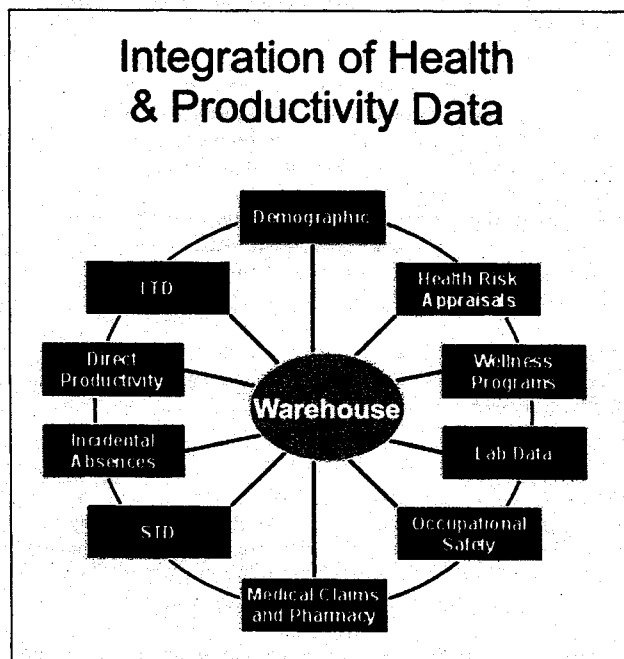 Integration of Health
& Productivity Data
Demographic
LTD
Health Risk
Appraisals
Direct
Productivity
Wellness
Programs
Warehouse
Incidental
Absences
Lab Data
STD
Occupational
Safety
Medical Claims
and Pharmacy